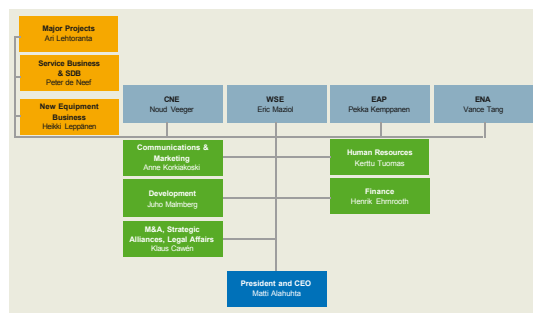 Major Projects
Ari Lehtoranta
Service Business
& SDB
Peter de Neef
New Equipment
Business
Heikki Leppänen
CNE
Noud Veeger
WSE
Eric Maziol
EAP
Pekka Kemppanen
ENA
Vance Tang
Communications &
Marketing
Anne Korkiakoski
Human Resources
Kerttu Tuomas
Development
Juho Malmberg
Finance
Henrik Ehrnrooth
M&A, Strategic
Alliances, Legal Affairs
Klaus Cawén
President and CEO
Matti Alahuhta